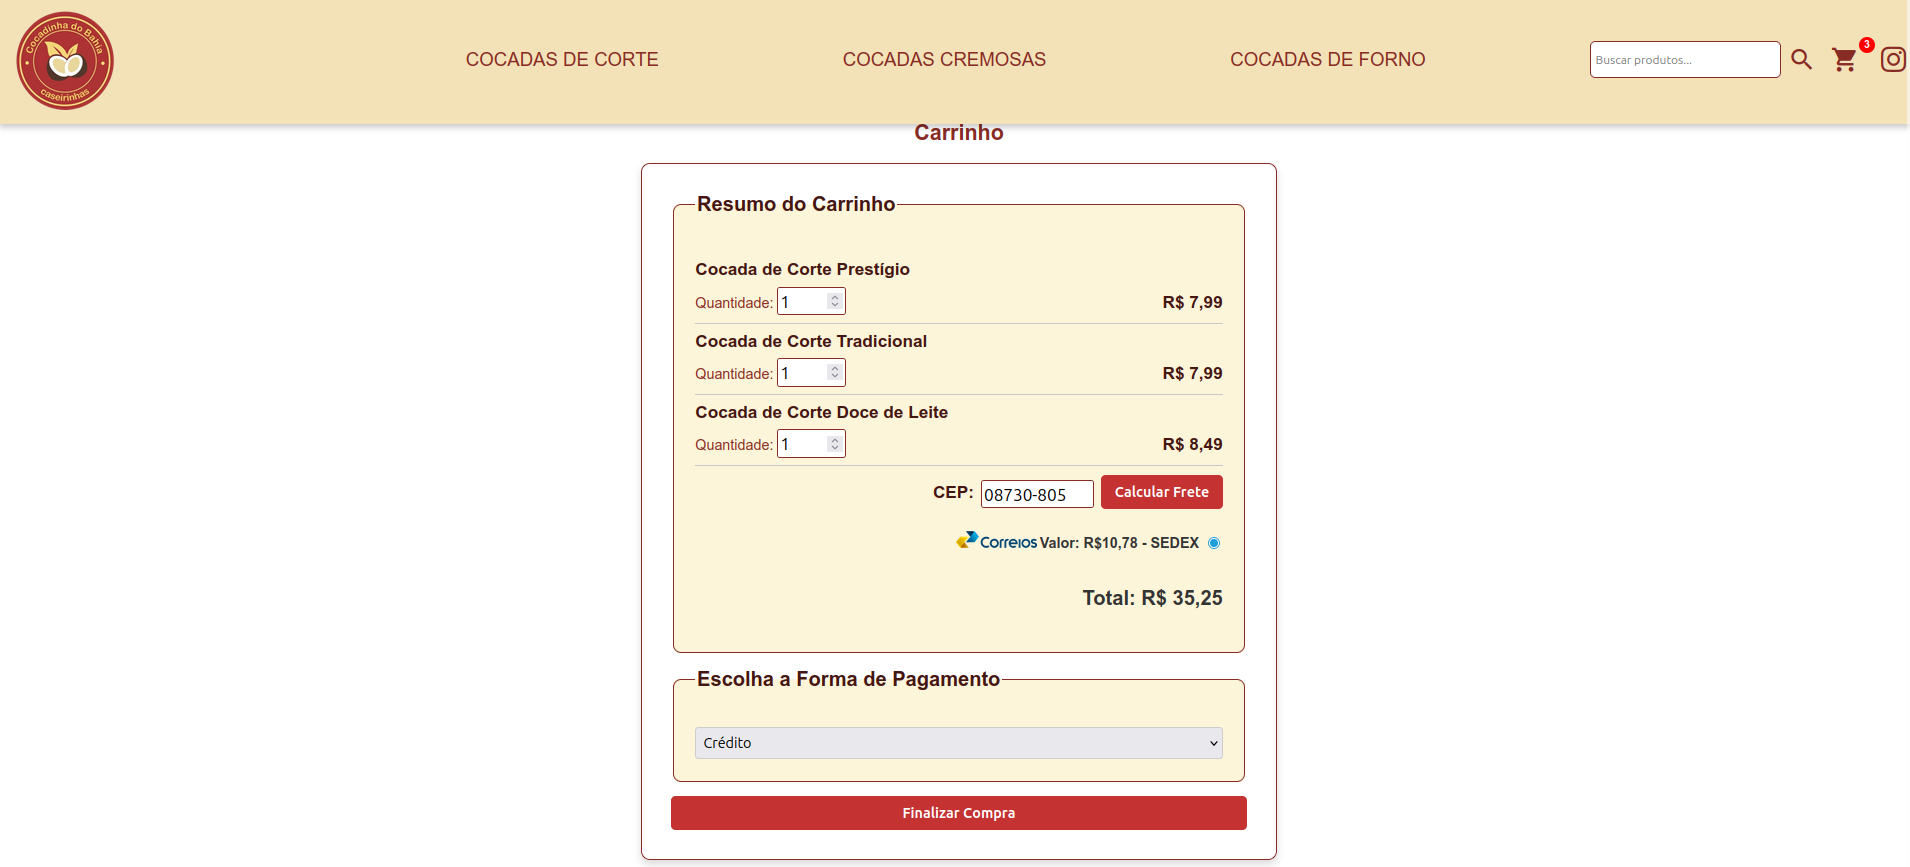 Cocadinha do Bahia
caseirinhas
COCADAS DE CORTE
COCADAS CREMOSAS
COCADAS DE FORNO
Buscar produtos...
3
Carrinho
Resumo do Carrinho
Cocada de Corte Prestígio
Quantidade: 1 R$ 7,99
Cocada de Corte Tradicional
Quantidade: 1 R$ 7,99
Cocada de Corte Doce de Leite
Quantidade: 1 R$ 8,49
CEP: 08730-805 Calcular Frete
Correios Valor: R$10,78 - SEDEX
Total: R$ 35,25
Escolha a Forma de Pagamento
Crédito
Finalizar Compra